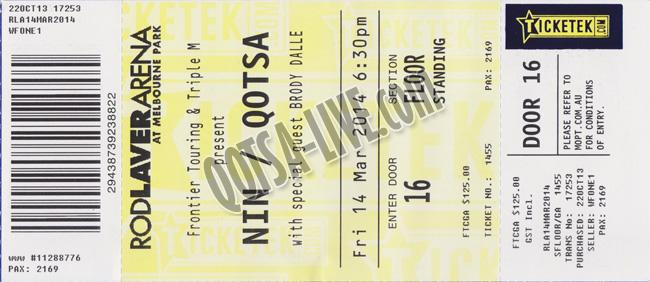 220CT13 17253
RLA14MAR2014
WFONE1
29438739238822
W#11288776
PAX: 2169
RODLAVERARENA
AT MELBOURNE PARK
Frontier Touring & Triple M
present
NIN / QOTSA
with special guest BRODY DALLE
Fri 14 Mar 2014 6:30pm
ENTER DOOR
16
SECTION
FLOOR
STANDING
FTCGA $125.00
TICKET NO.: 1455
PAX: 2169
QOTSA-LIVE.COM
TICKETEK.COM
DOOR 16
PLEASE REFER TO
MOPT.COM.AU
FOR CONDITIONS
OF ENTRY.
FTCGA $125.00
GST Incl.
RLA14MAR2014
SFLOOR/GA 1455
TRANS No: 17253
PURCHASED: 220CT13
SELLER: WFONE1
PAX: 2169